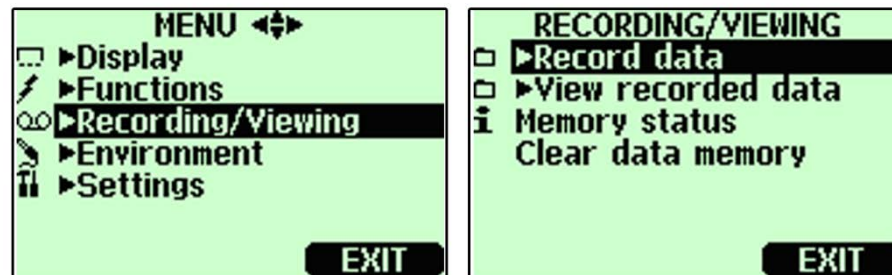 MENU
Display
Functions
Recording/Viewing
Environment
Settings
EXIT
RECORDING/VIEWING
Record data
View recorded data
Memory status
Clear data memory
EXIT